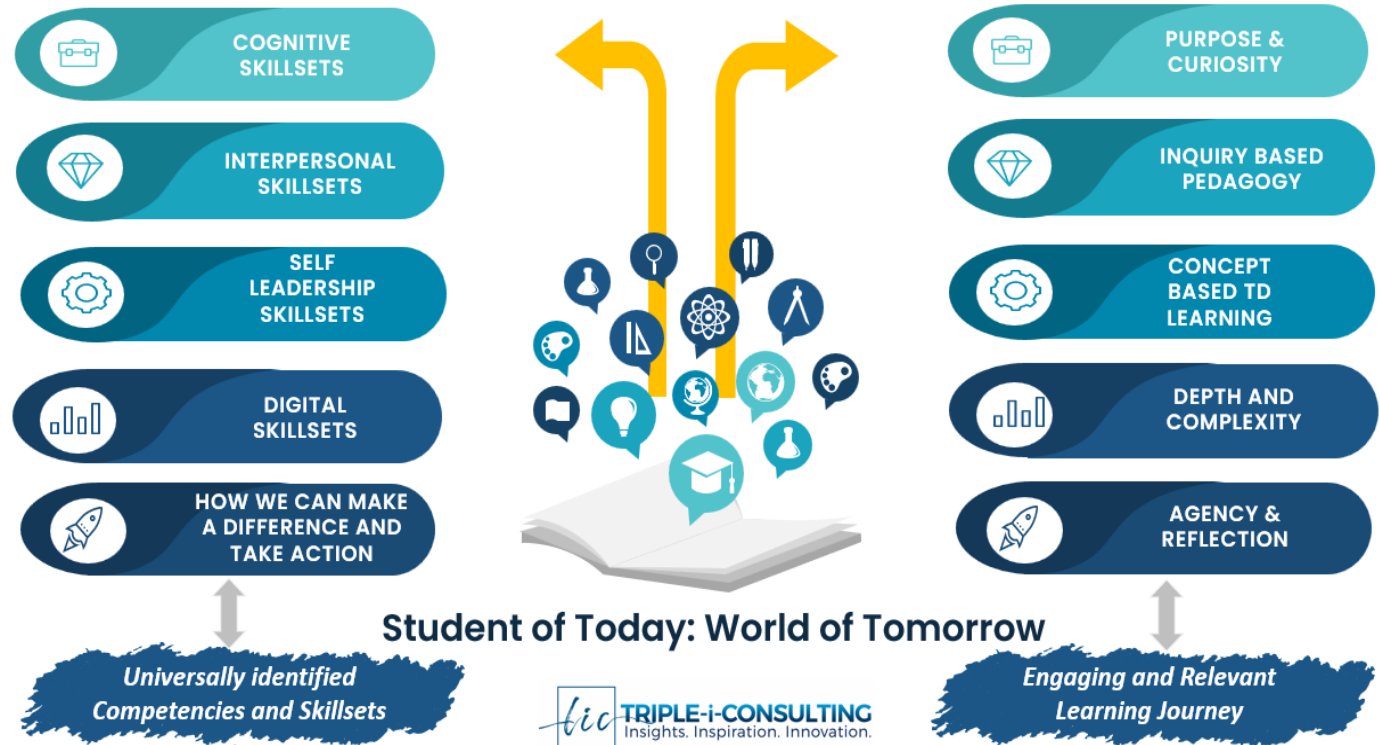 COGNITIVE
SKILLSETS
INTERPERSONAL
SKILLSETS
SELF
LEADERSHIP
SKILLSETS
DIGITAL
SKILLSETS
HOW WE CAN MAKE
A DIFFERENCE AND
TAKE ACTION
Universally identified
Competencies and Skillsets
PURPOSE &
CURIOSITY
INQUIRY BASED
PEDAGOGY
CONCEPT
BASED TD
LEARNING
DEPTH AND
COMPLEXITY
AGENCY &
REFLECTION
Engaging and Relevant
Learning Journey
Student of Today: World of Tomorrow
tic TRIPLE-i-CONSULTING
Insights. Inspiration. Innovation.